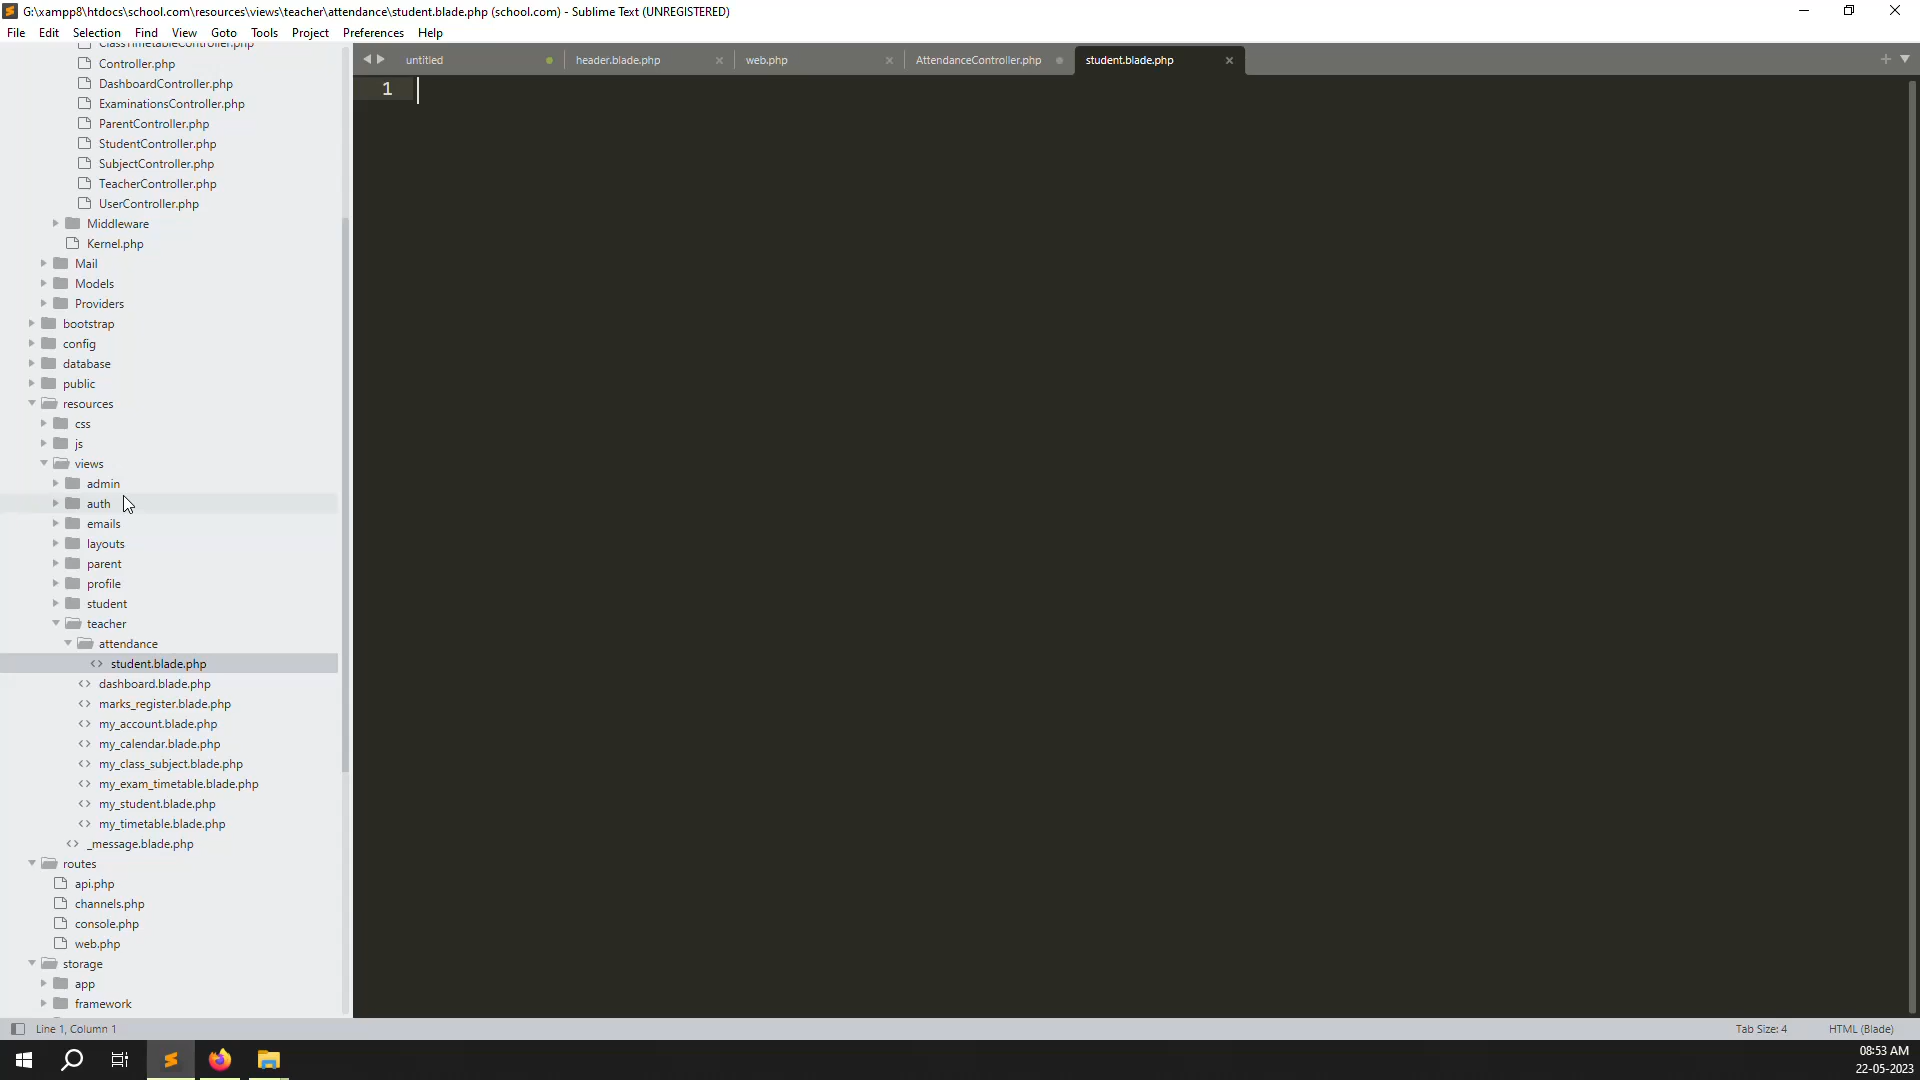 G:\xampp8\htdocs\school.com\resources\views\teacher\attendance\student.blade.php (school.com) - Sublime Text (UNREGISTERED)
File Edit Selection Find View Goto Tools Project Preferences Help
ClassTimetableController.php
Controller.php
DashboardController.php
ExaminationsController.php
ParentController.php
StudentController.php
SubjectController.php
TeacherController.php
UserController.php
Middleware
Kernel.php
Mail
Models
Providers
bootstrap
config
database
public
resources
css
js
views
admin
auth
emails
layouts
parent
profile
student
teacher
attendance
student.blade.php
dashboard.blade.php
marks_register.blade.php
my_account.blade.php
my_calendar.blade.php
my_class_subject.blade.php
my_exam_timetable.blade.php
my_student.blade.php
my_timetable.blade.php
_message.blade.php
routes
api.php
channels.php
console.php
web.php
storage
app
framework
untitled header.blade.php web.php AttendanceController.php student.blade.php
1
Line 1, Column 1 Tab Size: 4 HTML (Blade)
08:53 AM
22-05-2023